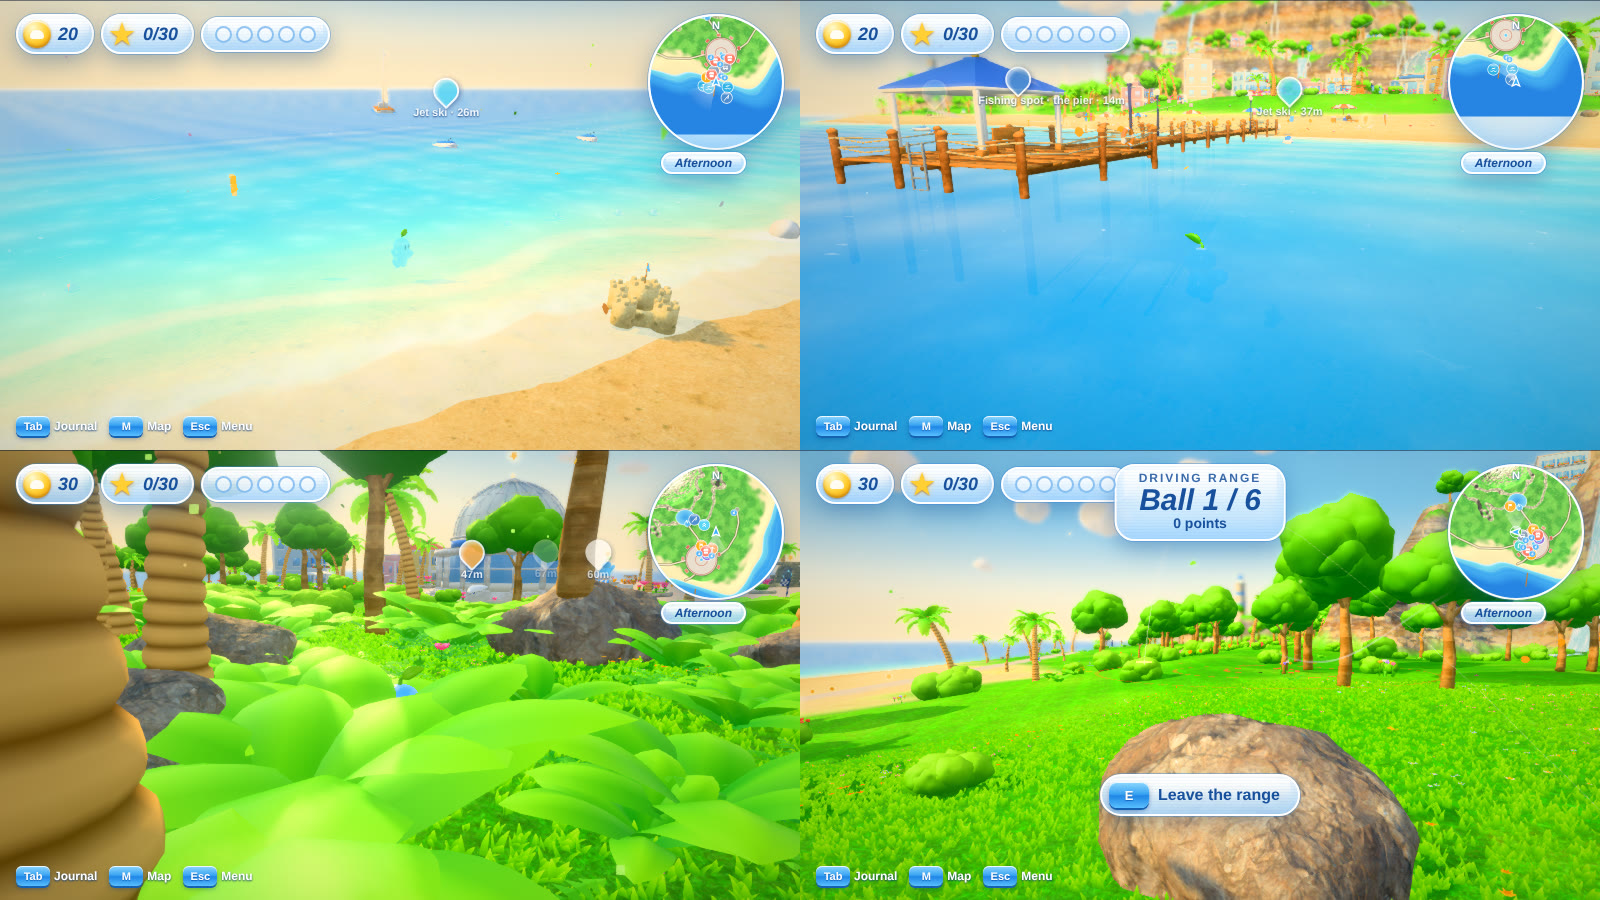 20
0/30
N
Jet ski · 26m
Afternoon
Tab Journal M Map Esc Menu
20
0/30
N
Fishing spot · the pier · 14m
Jet ski · 37m
Afternoon
Tab Journal M Map Esc Menu
30
0/30
N
47m
67m
60m
Afternoon
Tab Journal M Map Esc Menu
30
0/30
DRIVING RANGE
Ball 1 / 6
0 points
N
Afternoon
E Leave the range
Tab Journal M Map Esc Menu